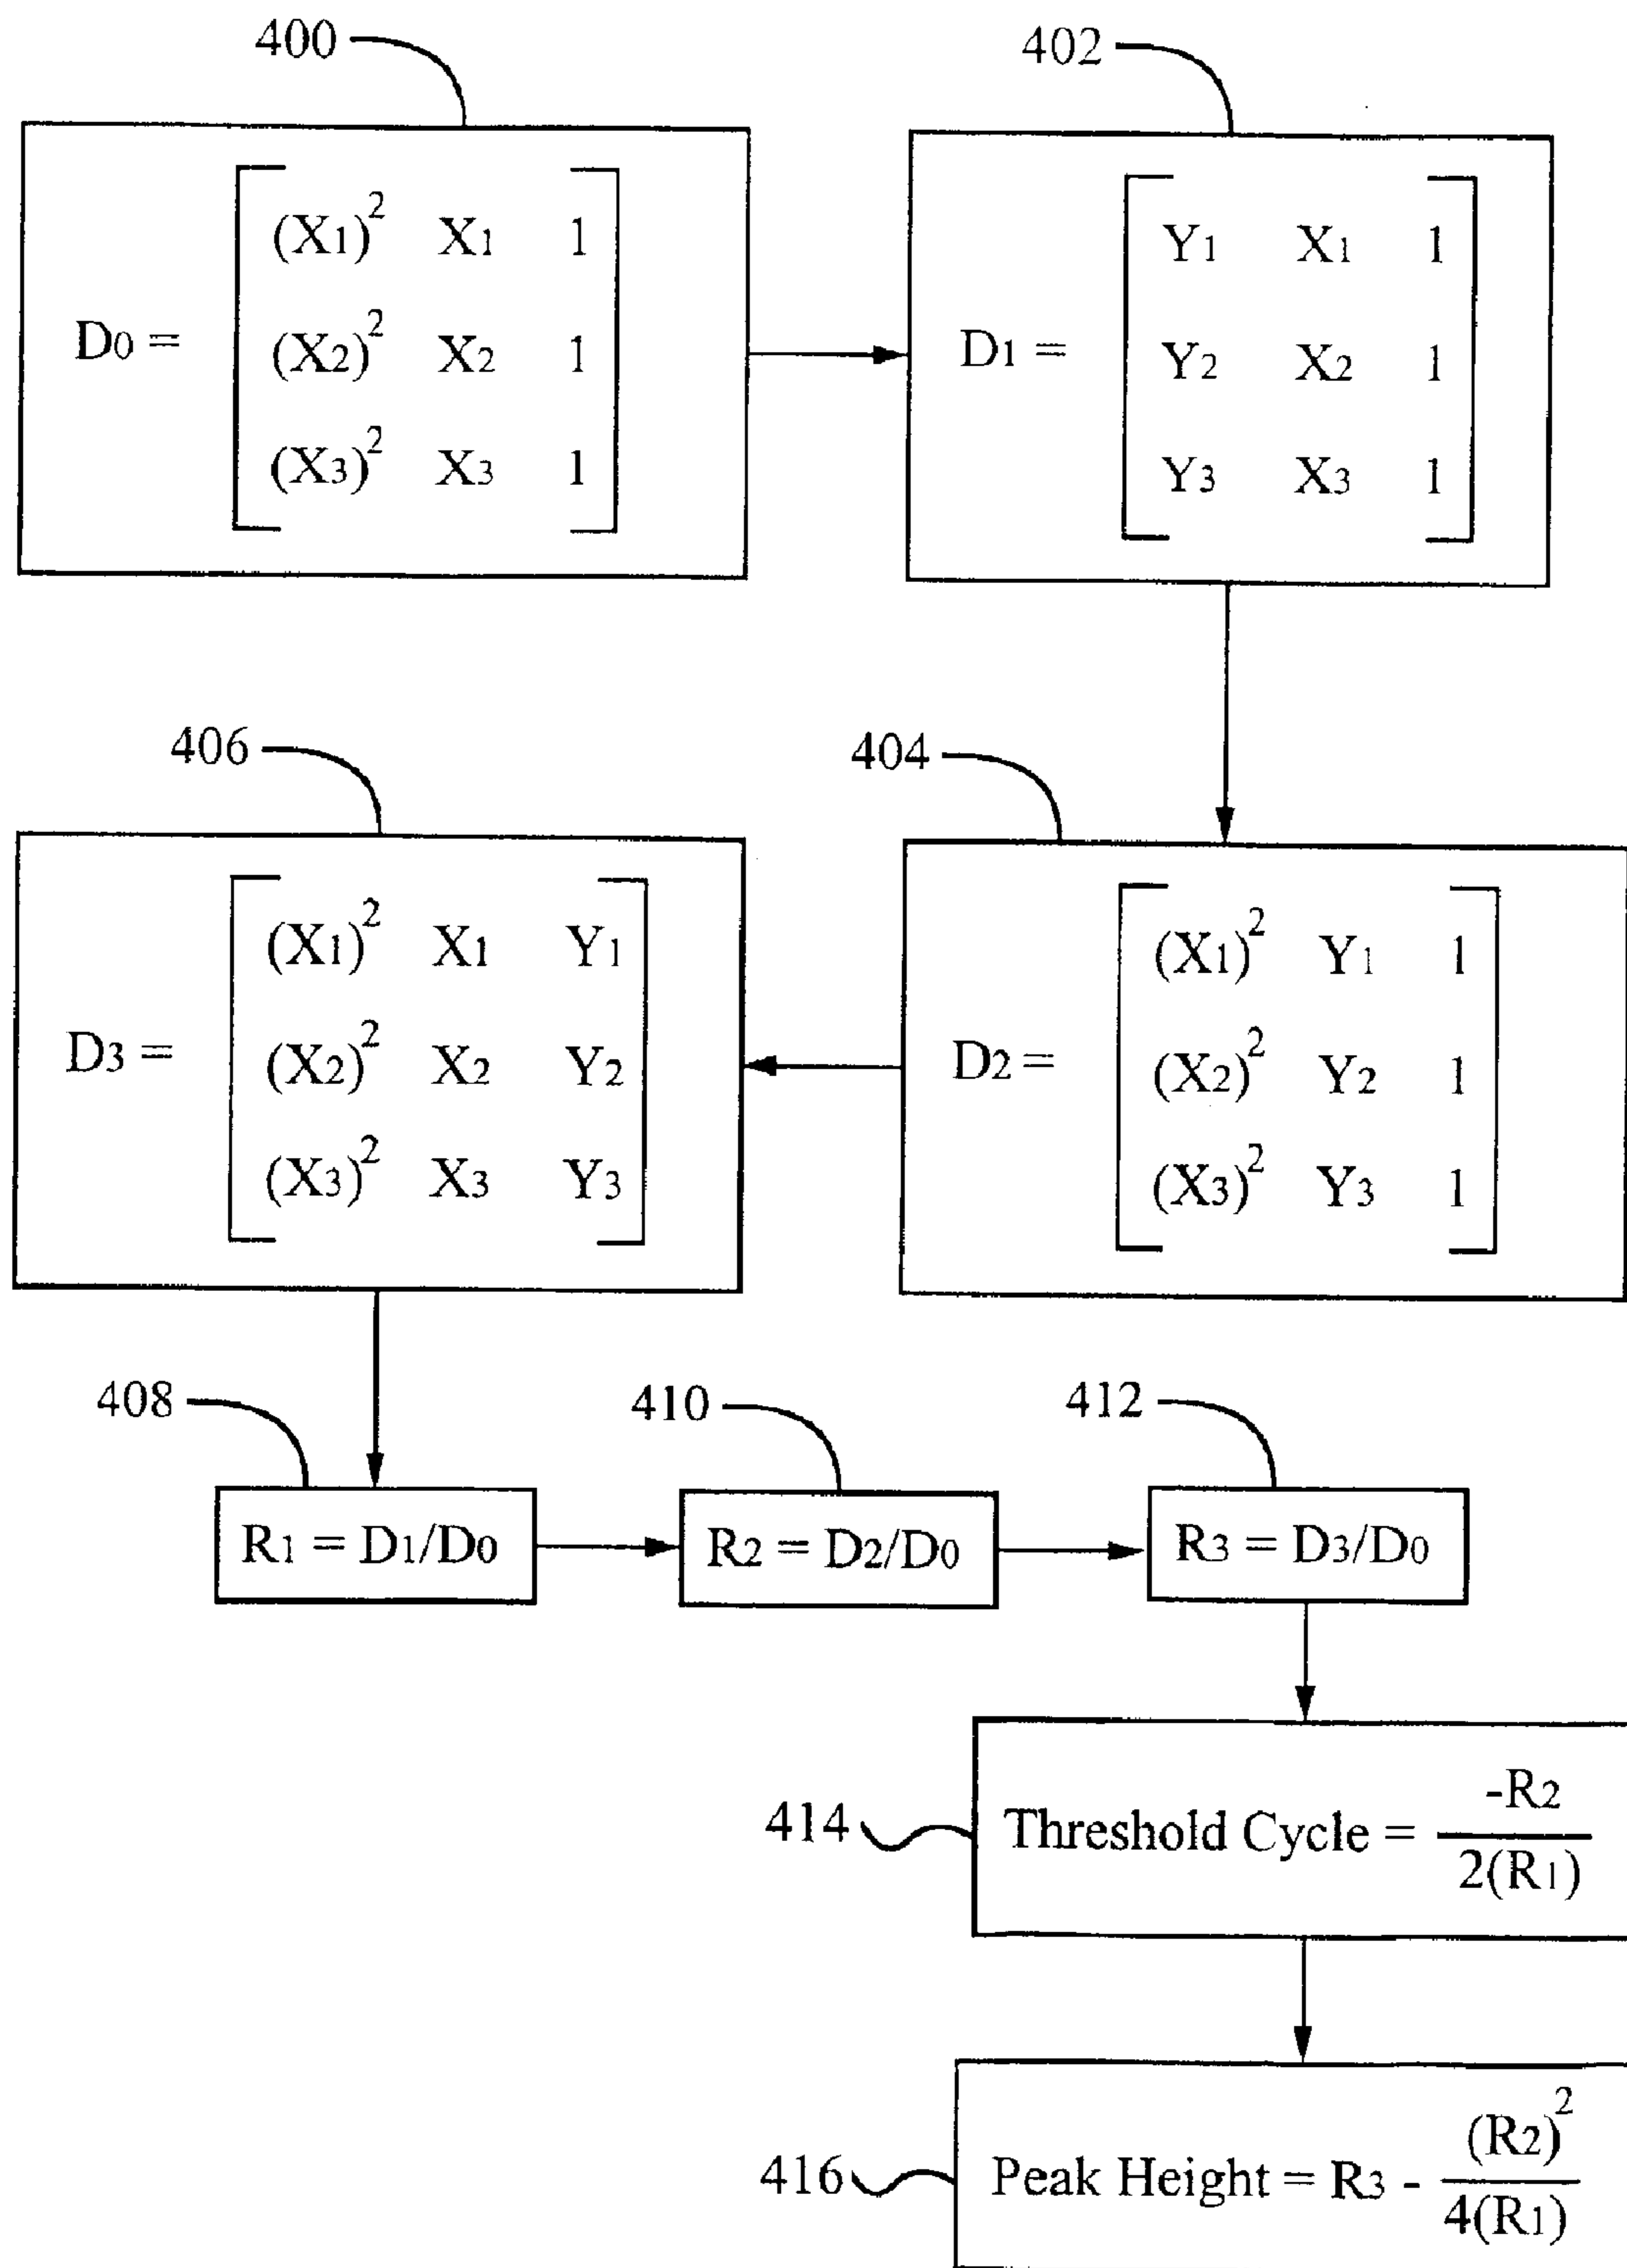 400
402
D0 = [ (X1)² X1 1
(X2)² X2 1
(X3)² X3 1 ]
D1 = [ Y1 X1 1
Y2 X2 1
Y3 X3 1 ]
406
404
D3 = [ (X1)² X1 Y1
(X2)² X2 Y2
(X3)² X3 Y3 ]
D2 = [ (X1)² Y1 1
(X2)² Y2 1
(X3)² Y3 1 ]
408
410
412
R1 = D1/D0
R2 = D2/D0
R3 = D3/D0
414
Threshold Cycle = -R2 / 2(R1)
416
Peak Height = R3 - (R2)² / 4(R1)